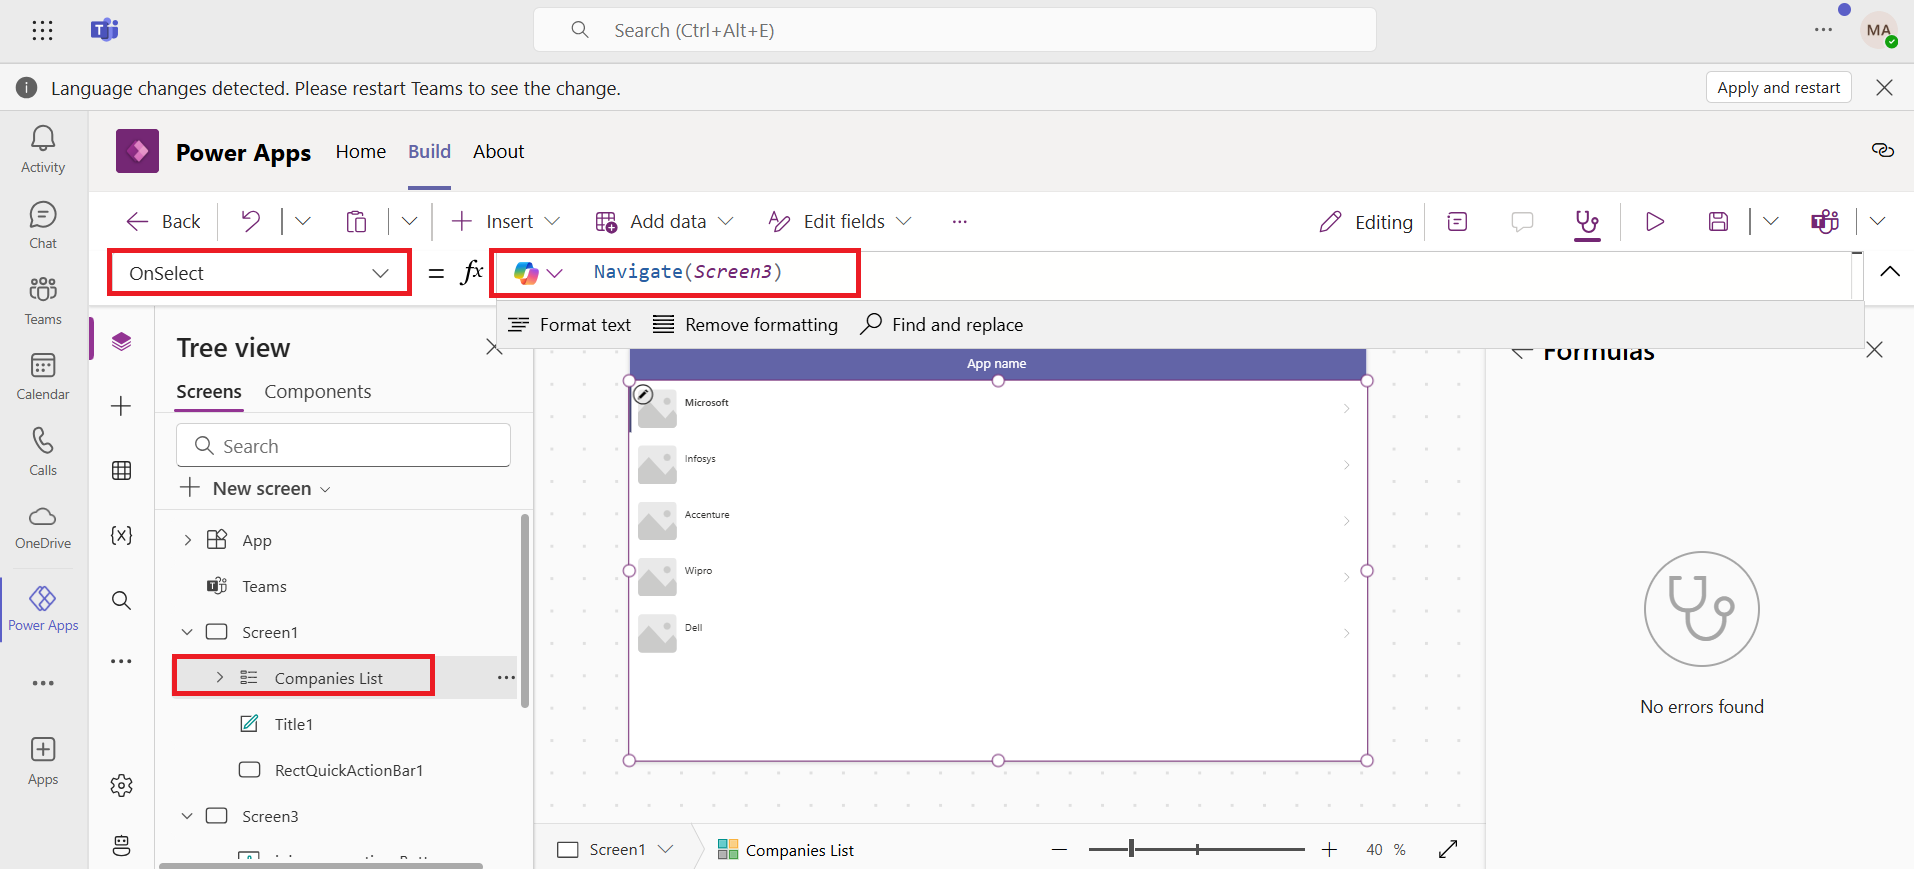 Search (Ctrl+Alt+E)
MA
Language changes detected. Please restart Teams to see the change.
Apply and restart
Activity
Chat
Teams
Calendar
Calls
OneDrive
Power Apps
Apps
Power Apps
Home
Build
About
Back
Insert
Add data
Edit fields
Editing
OnSelect
= fx
Navigate(Screen3)
Format text
Remove formatting
Find and replace
Tree view
Screens
Components
Search
New screen
App
Teams
Screen1
Companies List
Title1
RectQuickActionBar1
Screen3
App name
Microsoft
Infosys
Accenture
Wipro
Dell
Formulas
No errors found
Screen1
Companies List
40 %